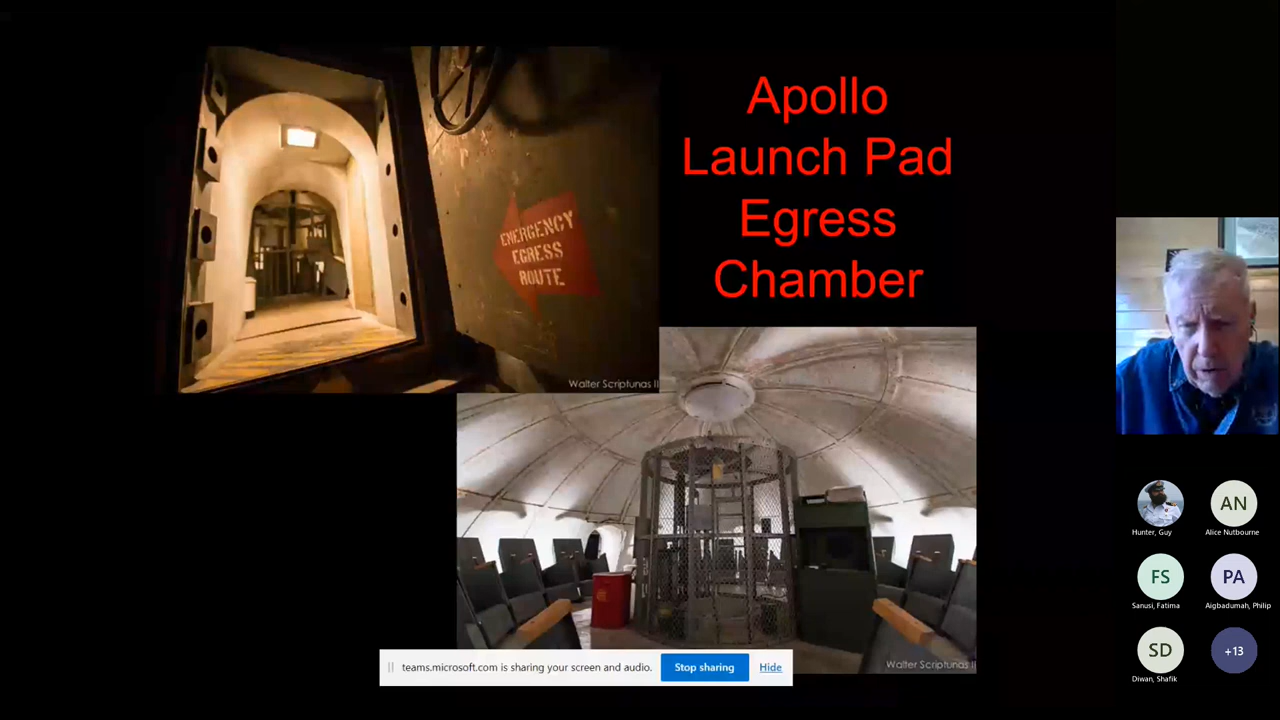 Apollo
Launch Pad
Egress
Chamber
EMERGENCY
EGRESS
ROUTE
Walter Scriptunas II
Walter Scriptunas II
teams.microsoft.com is sharing your screen and audio.
Stop sharing
Hide
Hunter, Guy
AN
Alice Nutbourne
FS
Sanusi, Fatima
PA
Aigbadumah, Philip
SD
Diwan, Shafik
+13